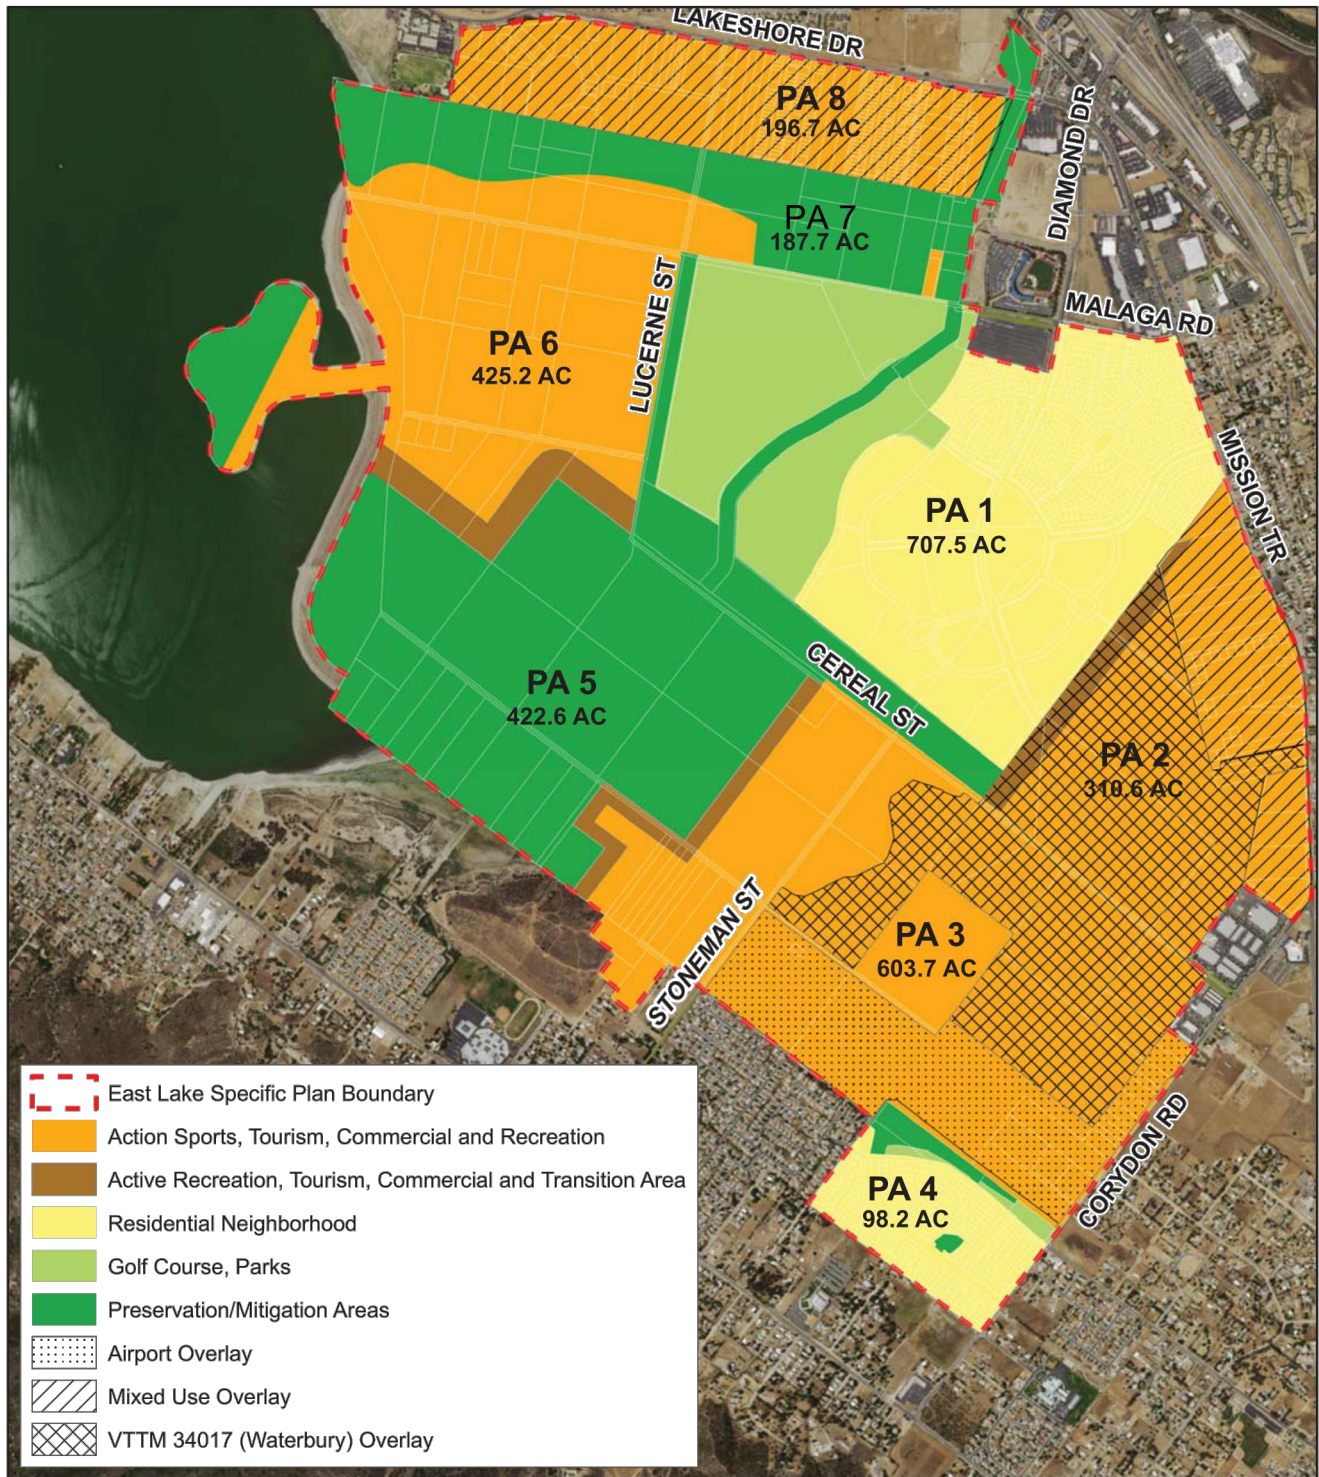 LAKESHORE DR
PA 8
196.7 AC
DIAMOND DR
PA 7
187.7 AC
LUCERNE ST
MALAGA RD
PA 6
425.2 AC
MISSION TR
PA 1
707.5 AC
CEREAL ST
PA 5
422.6 AC
PA 2
310.6 AC
STONEMAN ST
PA 3
603.7 AC
CORYDON RD
PA 4
98.2 AC
East Lake Specific Plan Boundary
Action Sports, Tourism, Commercial and Recreation
Active Recreation, Tourism, Commercial and Transition Area
Residential Neighborhood
Golf Course, Parks
Preservation/Mitigation Areas
Airport Overlay
Mixed Use Overlay
VTTM 34017 (Waterbury) Overlay